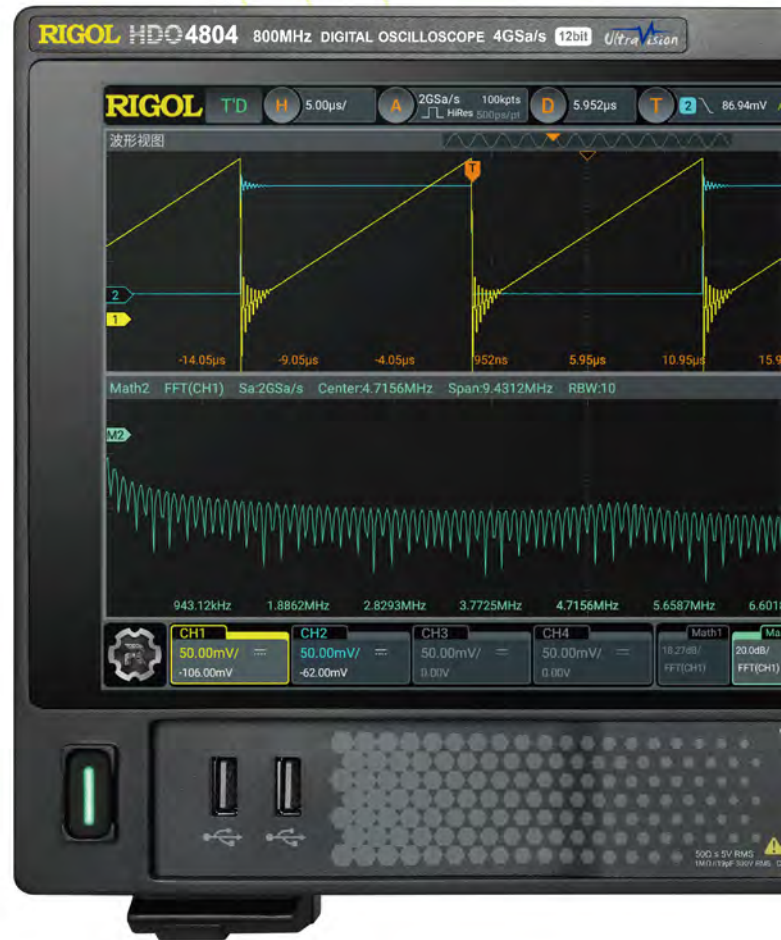 RIGOL HDO4804 800MHz DIGITAL OSCILLOSCOPE 4GSa/s 12bit UltraVision
RIGOL T'D H 5.00μs/ A 2GSa/s 100kpts D 5.952μs T 2 86.94mV
HiRes 500ps/pt
波形视图
T
2
1
-14.05μs -9.05μs -4.05μs 952ns 5.95μs 10.95μs 15.9
Math2 FFT(CH1) Sa:2GSa/s Center:4.7156MHz Span:9.4312MHz RBW:10
M2
943.12kHz 1.8862MHz 2.8293MHz 3.7725MHz 4.7156MHz 5.6587MHz 6.6018
CH1 CH2 CH3 CH4 Math1 Ma
50.00mV/ 50.00mV/ 50.00mV/ 50.00mV/ 18.27dB/ 20.0dB/
-106.00mV -62.00mV 0.00V 0.00V FFT(CH1) FFT(CH1)
50Ω ≤ 5V RMS